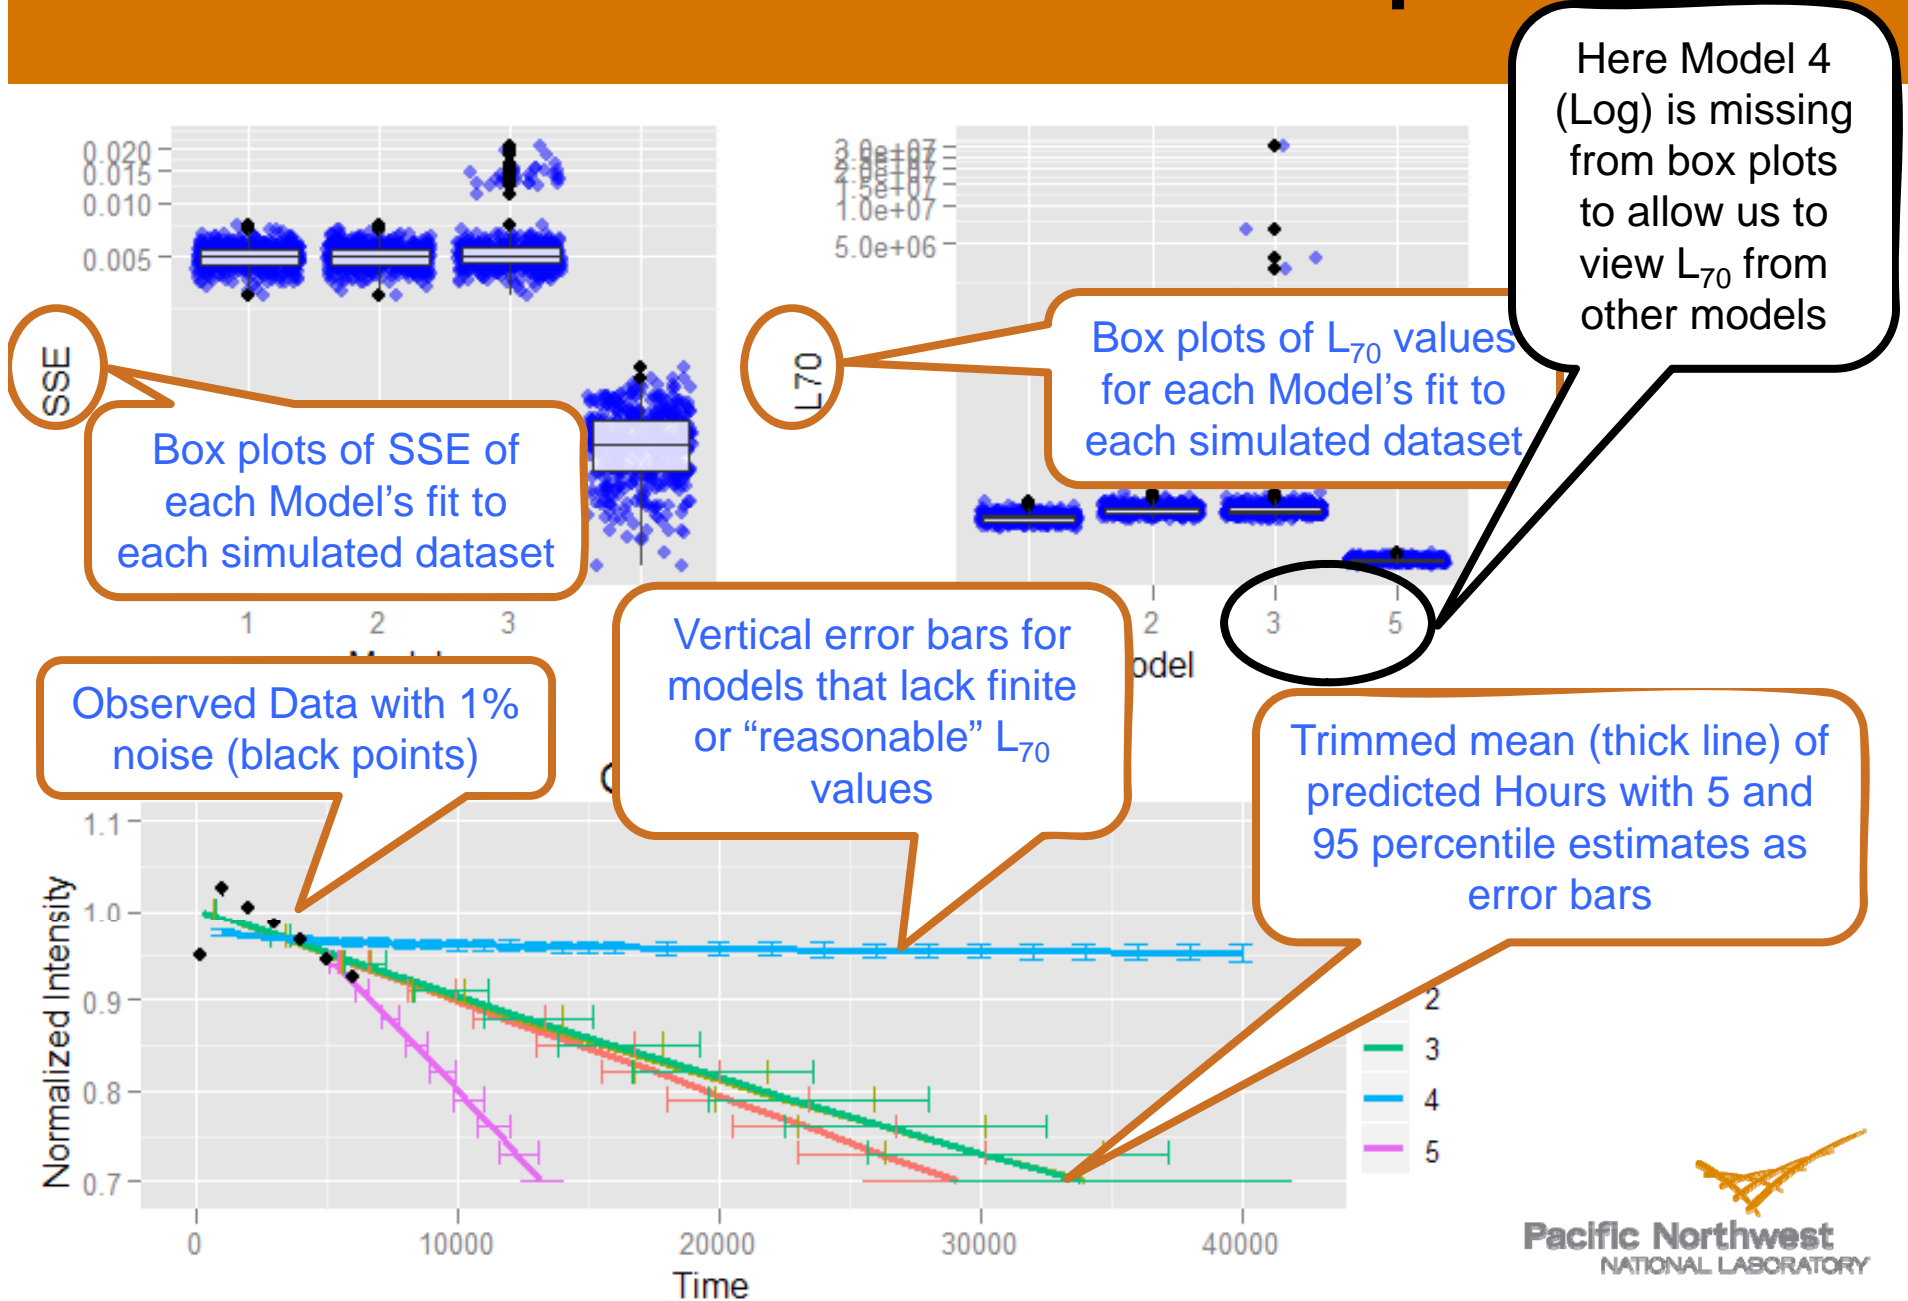 Here Model 4
(Log) is missing
from box plots
to allow us to
view L70 from
other models
0.020
0.015
0.010
0.005
SSE
Box plots of SSE of
each Model's fit to
each simulated dataset
1 2 3
3.0e+07
1.5e+07
1.0e+07
5.0e+06
L70
Box plots of L70 values
for each Model's fit to
each simulated dataset
2 3 5
Observed Data with 1%
noise (black points)
Vertical error bars for
models that lack finite
or "reasonable" L70
values
Trimmed mean (thick line) of
predicted Hours with 5 and
95 percentile estimates as
error bars
1.1
1.0
0.9
0.8
0.7
Normalized Intensity
0 10000 20000 30000 40000
Time
2
3
4
5
Pacific Northwest
NATIONAL LABORATORY